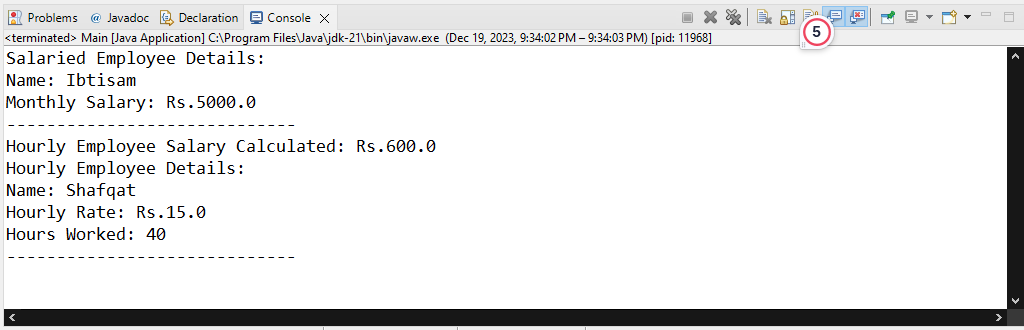 Problems @ Javadoc Declaration Console
5
<terminated> Main [Java Application] C:\Program Files\Java\jdk-21\bin\javaw.exe (Dec 19, 2023, 9:34:02 PM – 9:34:03 PM) [pid: 11968]
Salaried Employee Details:
Name: Ibtisam
Monthly Salary: Rs.5000.0
-----------------------------
Hourly Employee Salary Calculated: Rs.600.0
Hourly Employee Details:
Name: Shafqat
Hourly Rate: Rs.15.0
Hours Worked: 40
-----------------------------